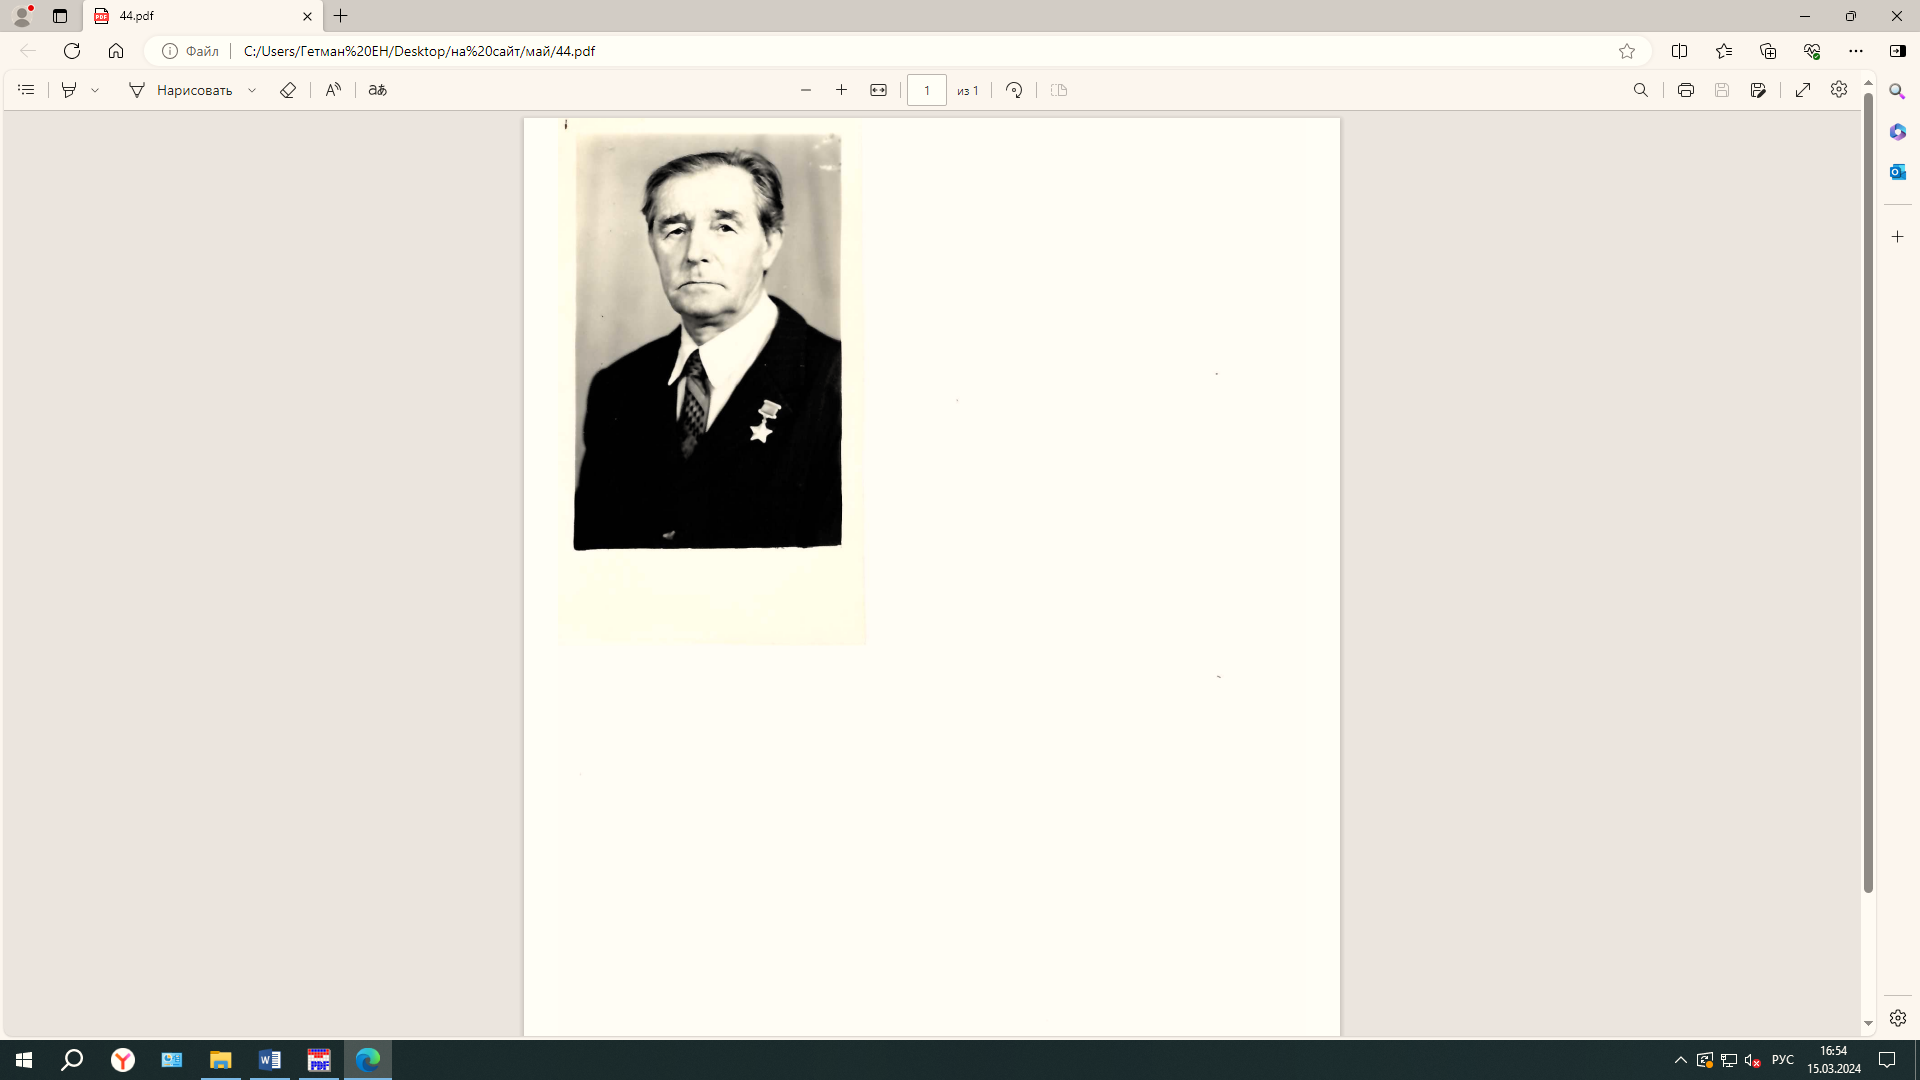 44.pdf
Файл
C:/Users/Гетман%20ЕН/Desktop/на%20сайт/май/44.pdf
Нарисовать
1
из 1
РУС
16:54
15.03.2024